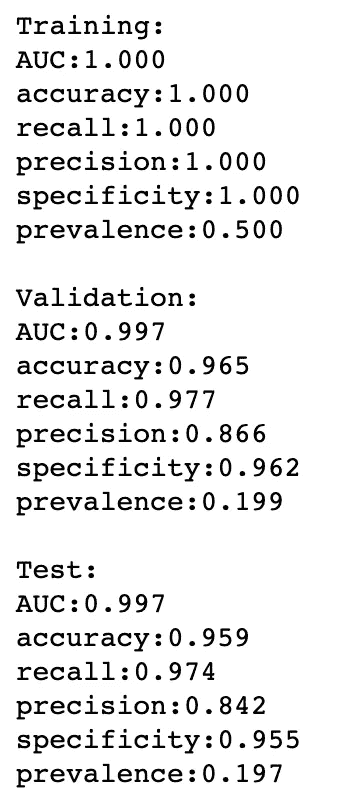 Training:
AUC:1.000
accuracy:1.000
recall:1.000
precision:1.000
specificity:1.000
prevalence:0.500

Validation:
AUC:0.997
accuracy:0.965
recall:0.977
precision:0.866
specificity:0.962
prevalence:0.199

Test:
AUC:0.997
accuracy:0.959
recall:0.974
precision:0.842
specificity:0.955
prevalence:0.197